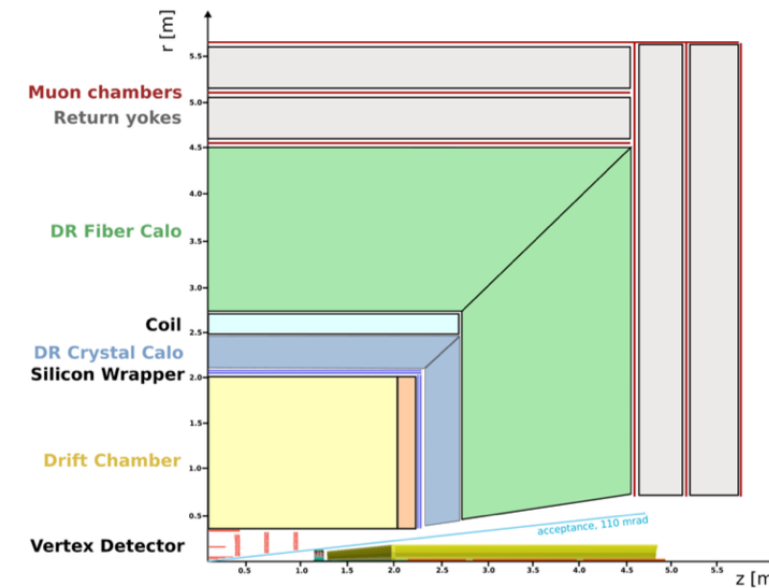 r [m]
5.5
Muon chambers
5.0
Return yokes
4.5
4.0
DR Fiber Calo
3.5
3.0
Coil
2.5
DR Crystal Calo
Silicon Wrapper
2.0
1.5
Drift Chamber
1.0
0.5
acceptance, 110 mrad
Vertex Detector
0.5 1.0 1.5 2.0 2.5 3.0 3.5 4.0 4.5 5.0 5.5
z [m